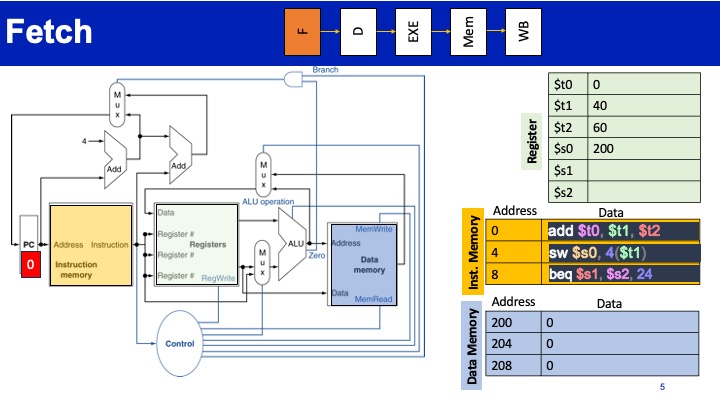 Fetch
F
D
EXE
Mem
WB
Branch
Mux
4
Add
Add
Mux
ALU operation
PC
0
Address Instruction
Instruction memory
Data
Register #
Registers
Register #
Register #
RegWrite
Mux
ALU
Zero
MemWrite
Address
Data memory
Data
MemRead
Control
Register
$t0 0
$t1 40
$t2 60
$s0 200
$s1
$s2
Inst. Memory
Address Data
0 add $t0, $t1, $t2
4 sw $s0, 4($t1)
8 beq $s1, $s2, 24
Data Memory
Address Data
200 0
204 0
208 0
5